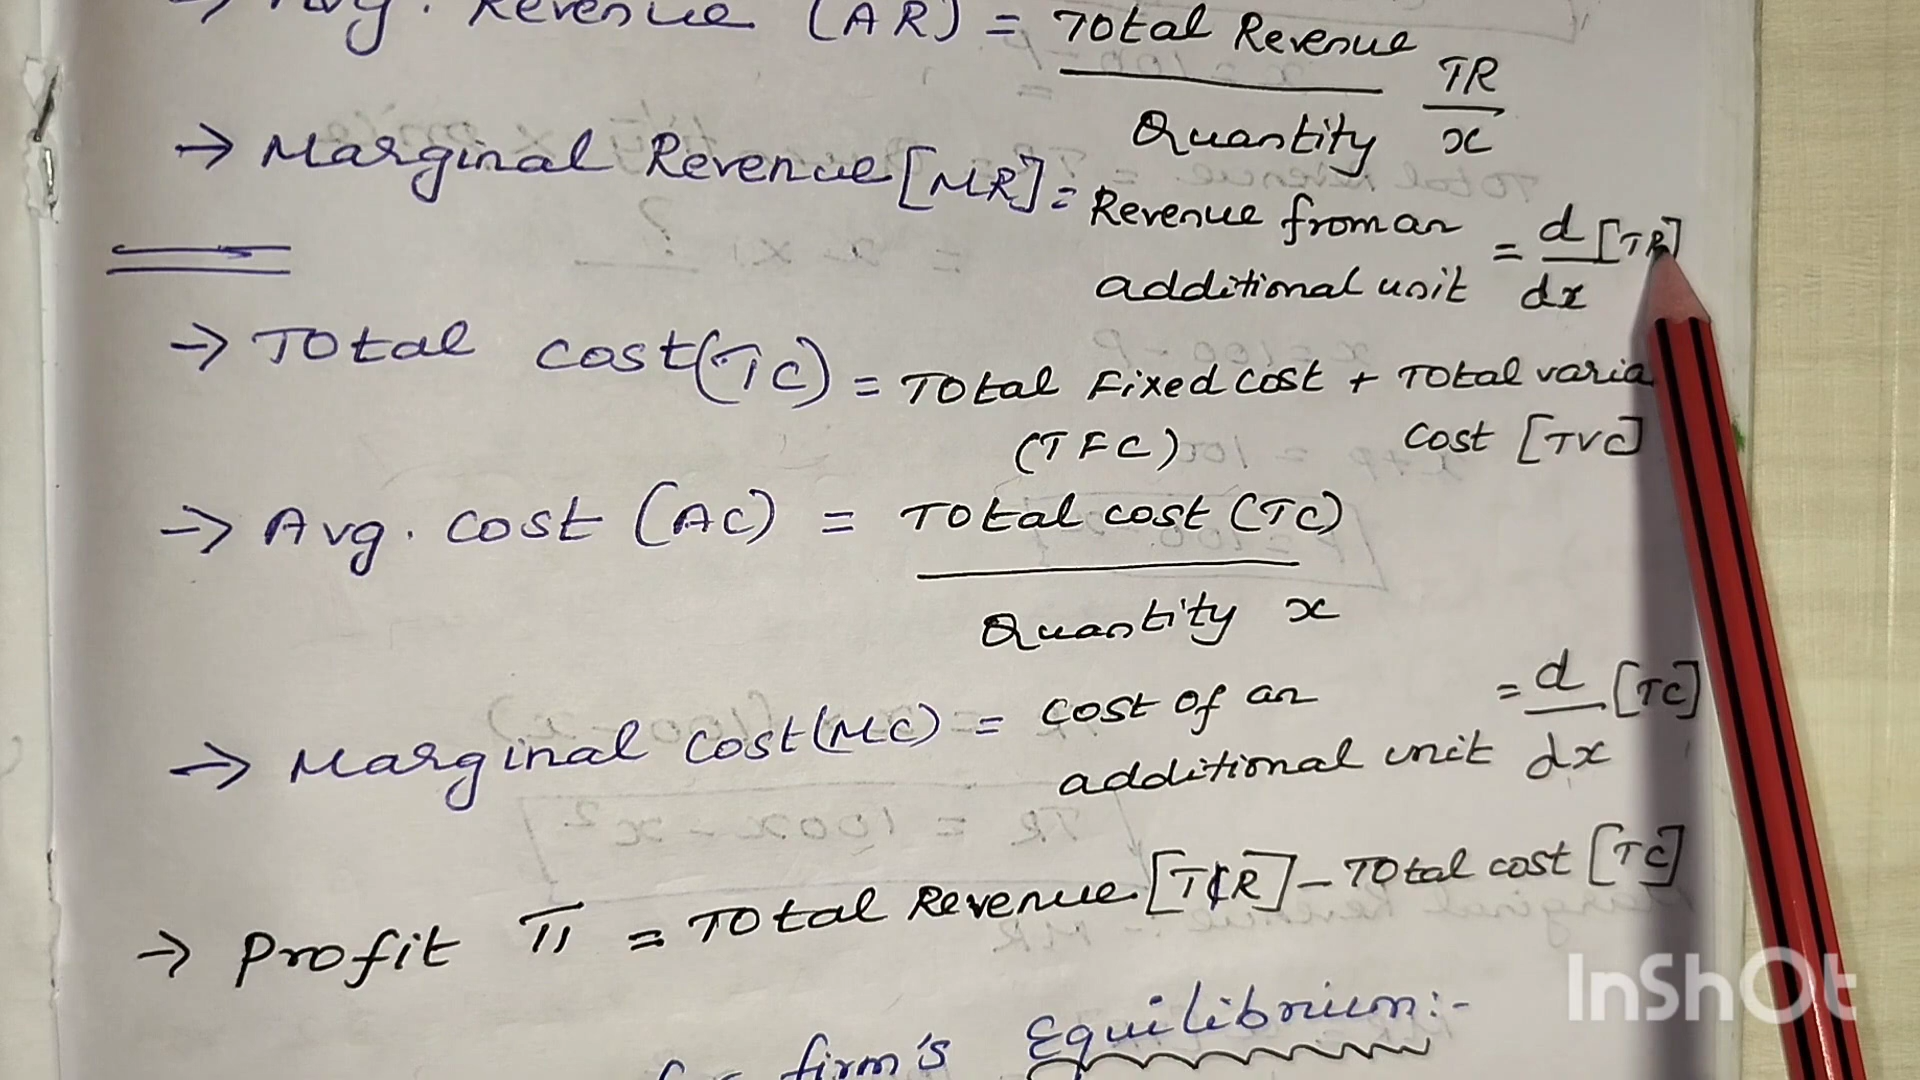 → Avg. Revenue (AR) = Total Revenue
Quantity
TR
x
→ Marginal Revenue [MR] = Revenue from an
additional unit
= d/dx [TR]
→ Total Cost (TC) = Total Fixed Cost + Total varia
(TFC) Cost [TVC]
→ Avg. Cost (AC) = Total Cost (TC)
Quantity x
→ Marginal Cost (MC) = Cost of an
additional unit
= d/dx [TC]
→ Profit π = Total Revenue [TR] - Total Cost [TC]
firm's Equilibrium:-
InShOt